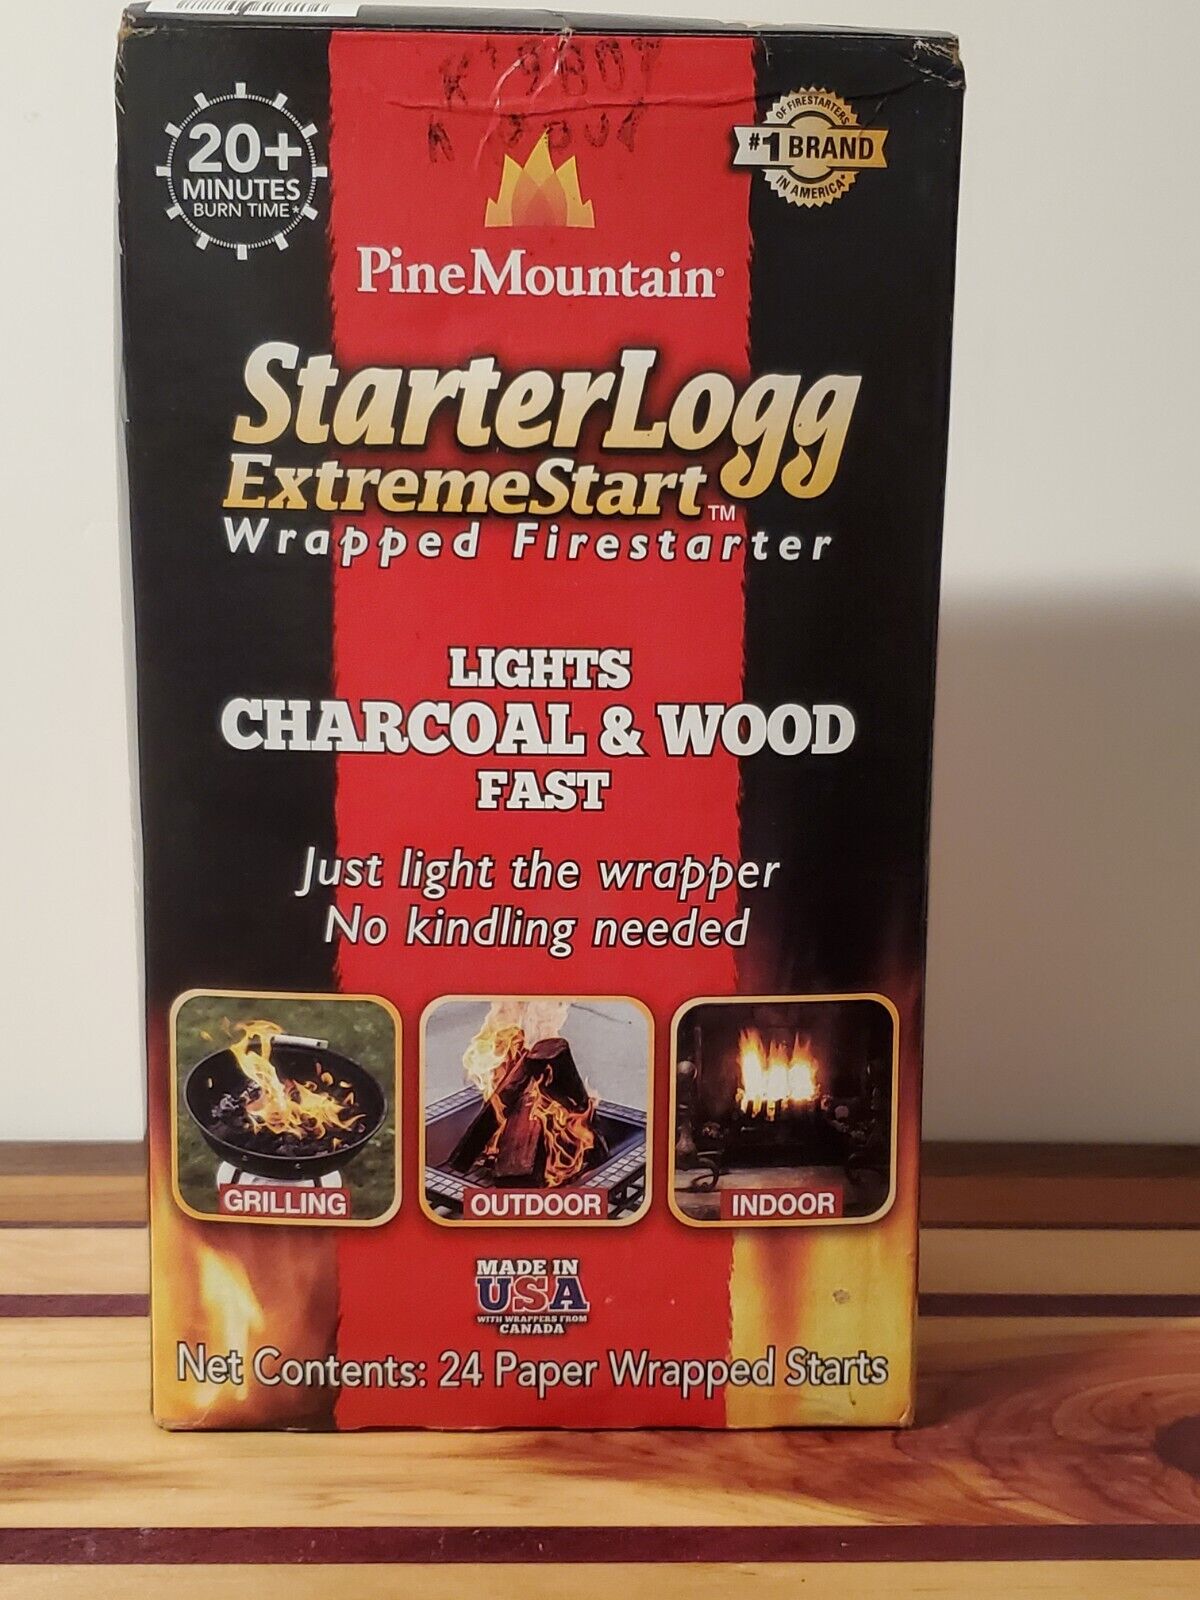 K'9807
20+
MINUTES
BURN TIME*
OF FIRESTARTERS
#1 BRAND
IN AMERICA*
PineMountain®
StarterLogg
ExtremeStart™
Wrapped Firestarter
LIGHTS
CHARCOAL & WOOD
FAST
Just light the wrapper
No kindling needed
GRILLING
OUTDOOR
INDOOR
MADE IN
USA
WITH WRAPPERS FROM
CANADA
Net Contents: 24 Paper Wrapped Starts